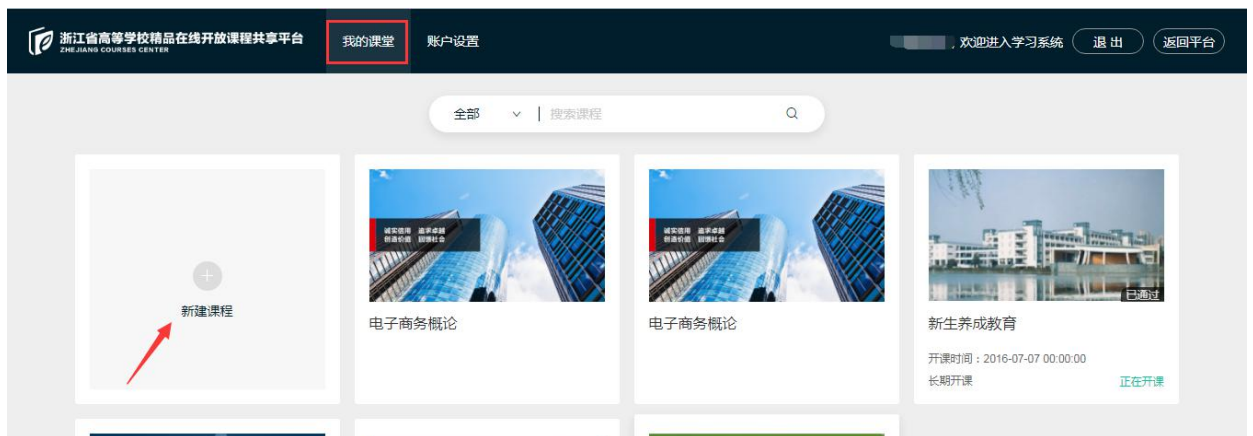 浙江省高等学校精品在线开放课程共享平台
ZHEJIANG COURSES CENTER
我的课堂
账户设置
, 欢迎进入学习系统
退出
返回平台
全部
搜索课程
新建课程
诚实信用 追求卓越
创造价值 回馈社会
电子商务概论
诚实信用 追求卓越
创造价值 回馈社会
电子商务概论
已通过
新生养成教育
开课时间：2016-07-07 00:00:00
长期开课
正在开课